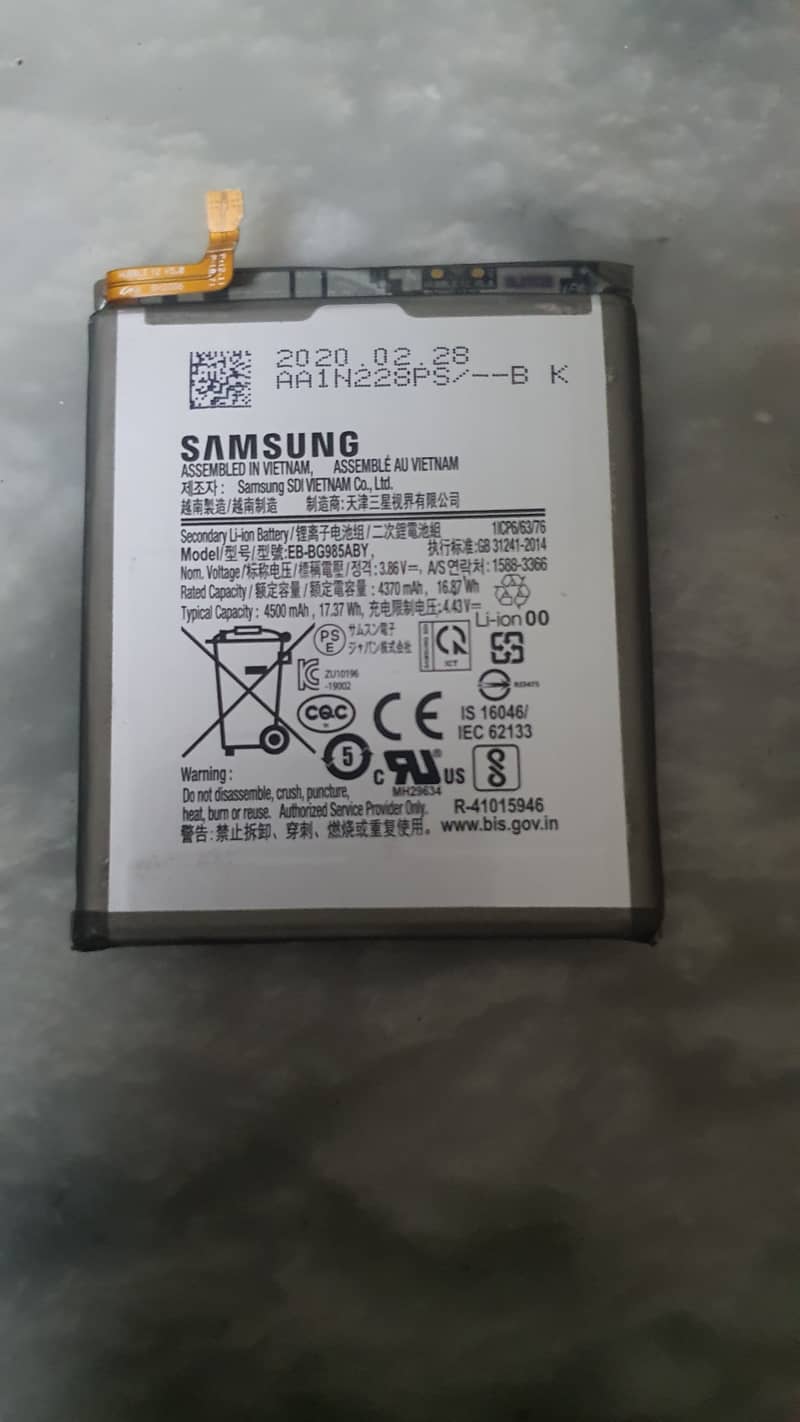 2020.02.28
AA1N228PS/--B K
SAMSUNG
ASSEMBLED IN VIETNAM, ASSEMBLÉ AU VIETNAM
제조자: Samsung SDI VIETNAM Co., Ltd.
越南製造/越南制造 制造商:天津三星视界有限公司
Secondary Li-ion Battery/锂离子电池组/二次鋰電池組 1ICP6/63/76
Model/型号/型號:EB-BG985ABY, 执行标准:GB 31241-2014
Nom. Voltage/标称电压/標稱電壓/정격:3.86V⎓, A/S연락처:1588-3366
Rated Capacity/额定容量/額定電容量: 4370 mAh, 16.87 Wh
Typical Capacity: 4500 mAh, 17.37 Wh, 充电限制电压:4.43V⎓
Li-ion 00
PS E
サムスン電子
ジャパン株式会社
ZU10196
-19002
CQC
CE
IS 16046/
IEC 62133
5
C RU US
MH29634
R-41015946
www.bis.gov.in
Warning:
Do not disassemble, crush, puncture,
heat, burn or reuse. Authorized Service Provider Only.
警告:禁止拆卸、穿刺、燃烧或重复使用。